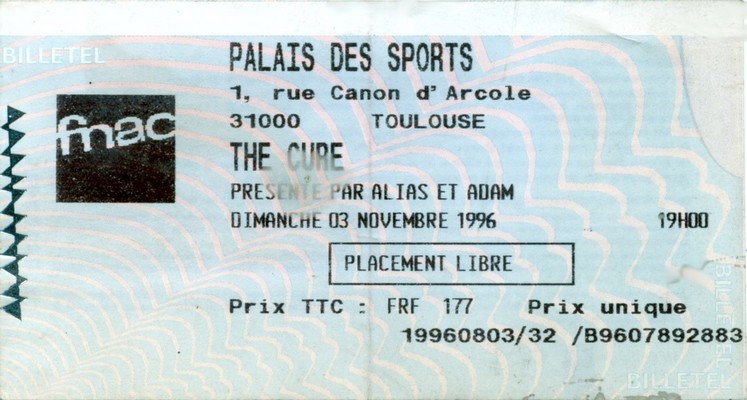 BILLETEL
PALAIS DES SPORTS
1, rue Canon d'Arcole
fnac
31000 TOULOUSE
THE CURE
PRESENTE PAR ALIAS ET ADAM
DIMANCHE 03 NOVEMBRE 1996 19H00
PLACEMENT LIBRE
Prix TTC : FRF 177 Prix unique
19960803/32 /B9607892883
BILLETEL
BILLETEL